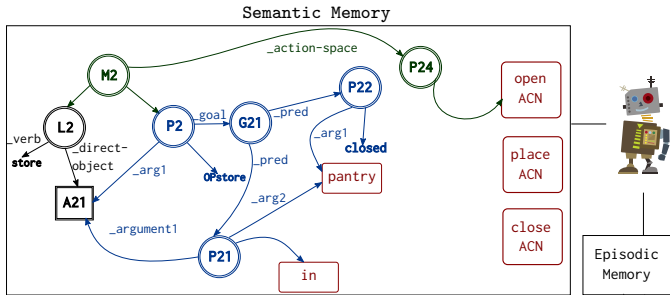 Semantic Memory
_action-space
M2
P24
P22
open
ACN
L2
P2
_goal
G21
_pred
_verb
store
_direct-
object
_arg1
OPstore
_pred
_arg1
closed
place
ACN
A21
pantry
_argument1
_arg2
P21
in
close
ACN
Episodic
Memory